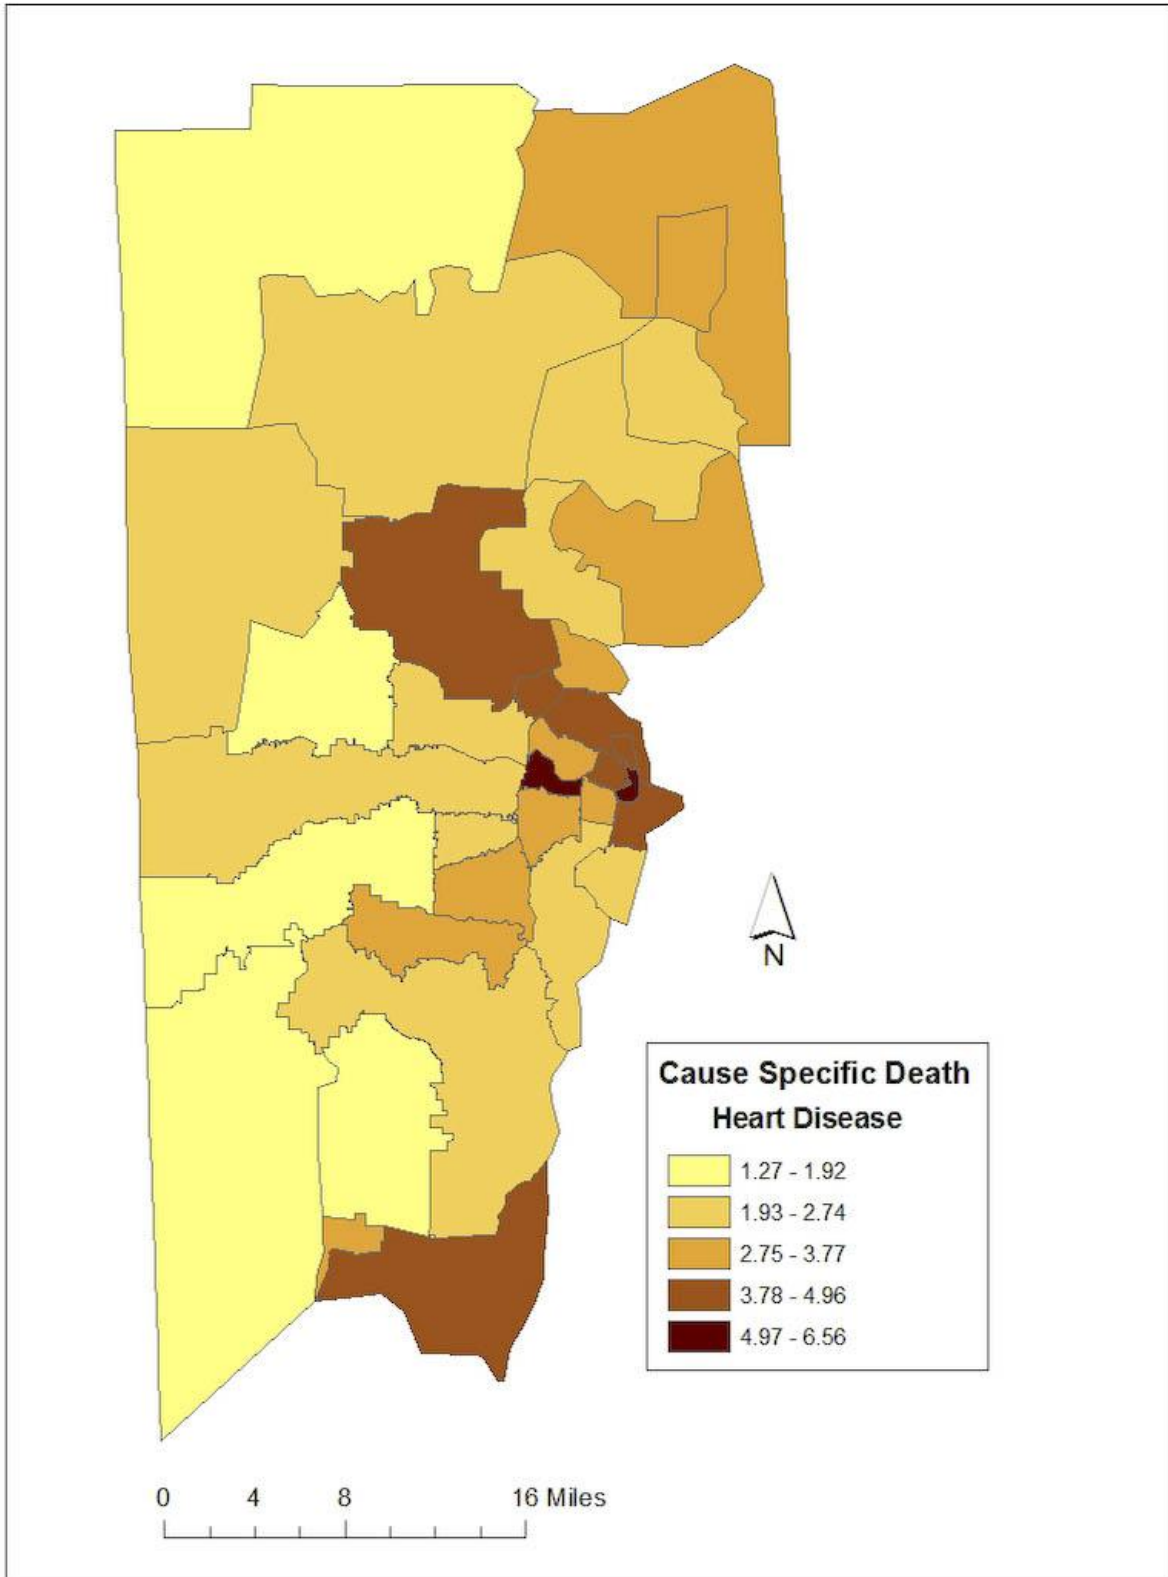 N
Cause Specific Death
Heart Disease
1.27 - 1.92
1.93 - 2.74
2.75 - 3.77
3.78 - 4.96
4.97 - 6.56
0 4 8 16 Miles